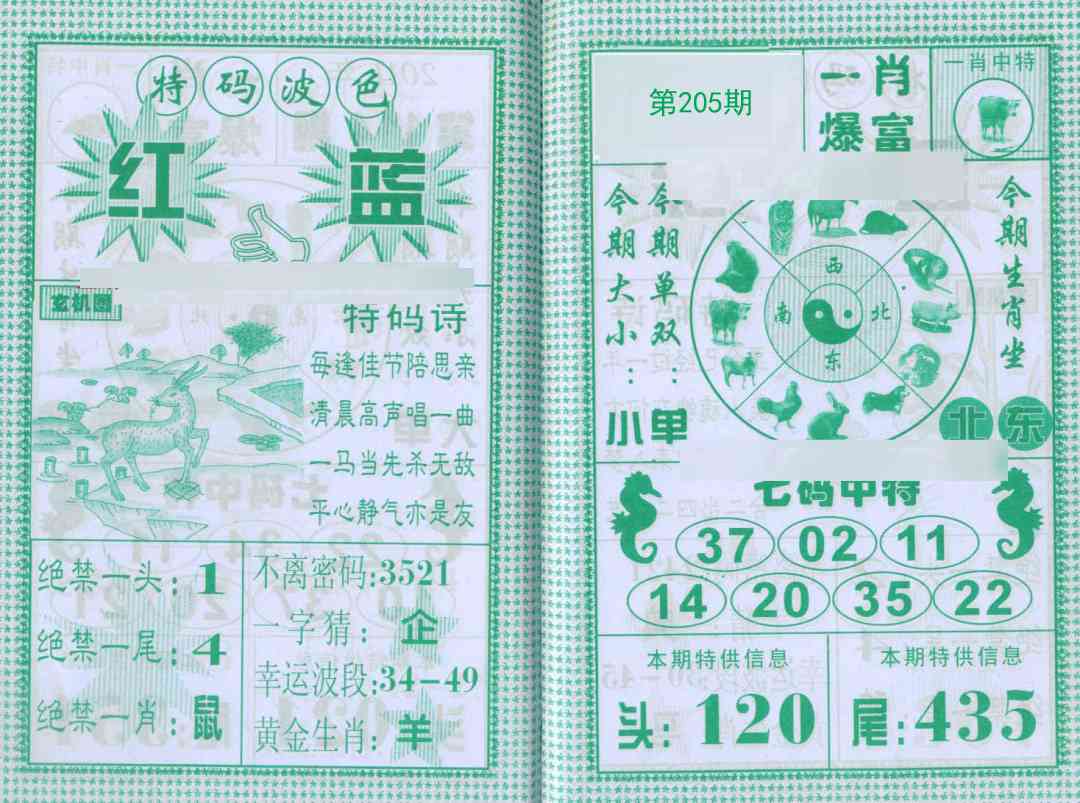 特码波色
红 蓝
玄机图
特码诗
每逢佳节陪思亲
清晨高声唱一曲
一马当先杀无敌
平心静气亦是友
绝禁一头:1
绝禁一尾:4
绝禁一肖:鼠
不离密码:3521
一字猜:企
幸运波段:34-49
黄金生肖:羊
第205期
一肖
爆富
一肖中特
今期大小:小
今期单双:单
西
南 北
东
今期生肖坐
北东
七码中特
37 02 11
14 20 35 22
本期特供信息
头:120
本期特供信息
尾:435